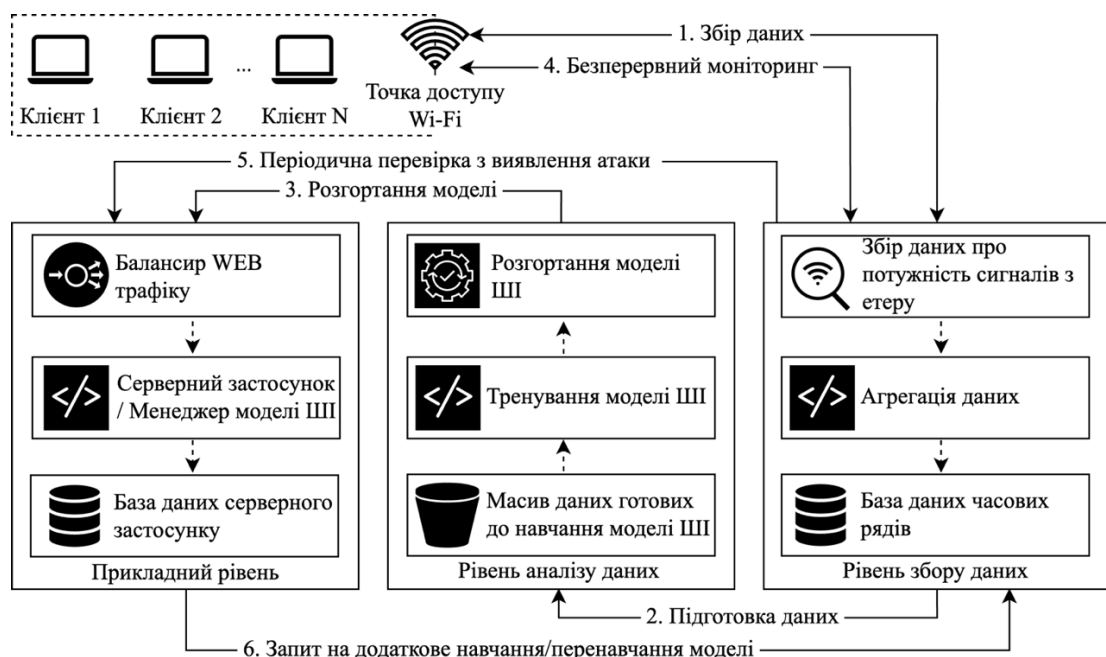 1. Збір даних
4. Безперервний моніторинг
...
Клієнт 1
Клієнт 2
Клієнт N
Точка доступу
Wi-Fi
5. Періодична перевірка з виявлення атаки
3. Розгортання моделі
Балансир WEB
трафіку
Серверний застосунок
/ Менеджер моделі ШІ
База даних серверного
застосунку
Прикладний рівень
Розгортання моделі
ШІ
Тренування моделі ШІ
Масив даних готових
до навчання моделі ШІ
Рівень аналізу даних
Збір даних про
потужність сигналів з
етеру
Агрегація даних
База даних часових
рядів
Рівень збору даних
2. Підготовка даних
6. Запит на додаткове навчання/перенавчання моделі